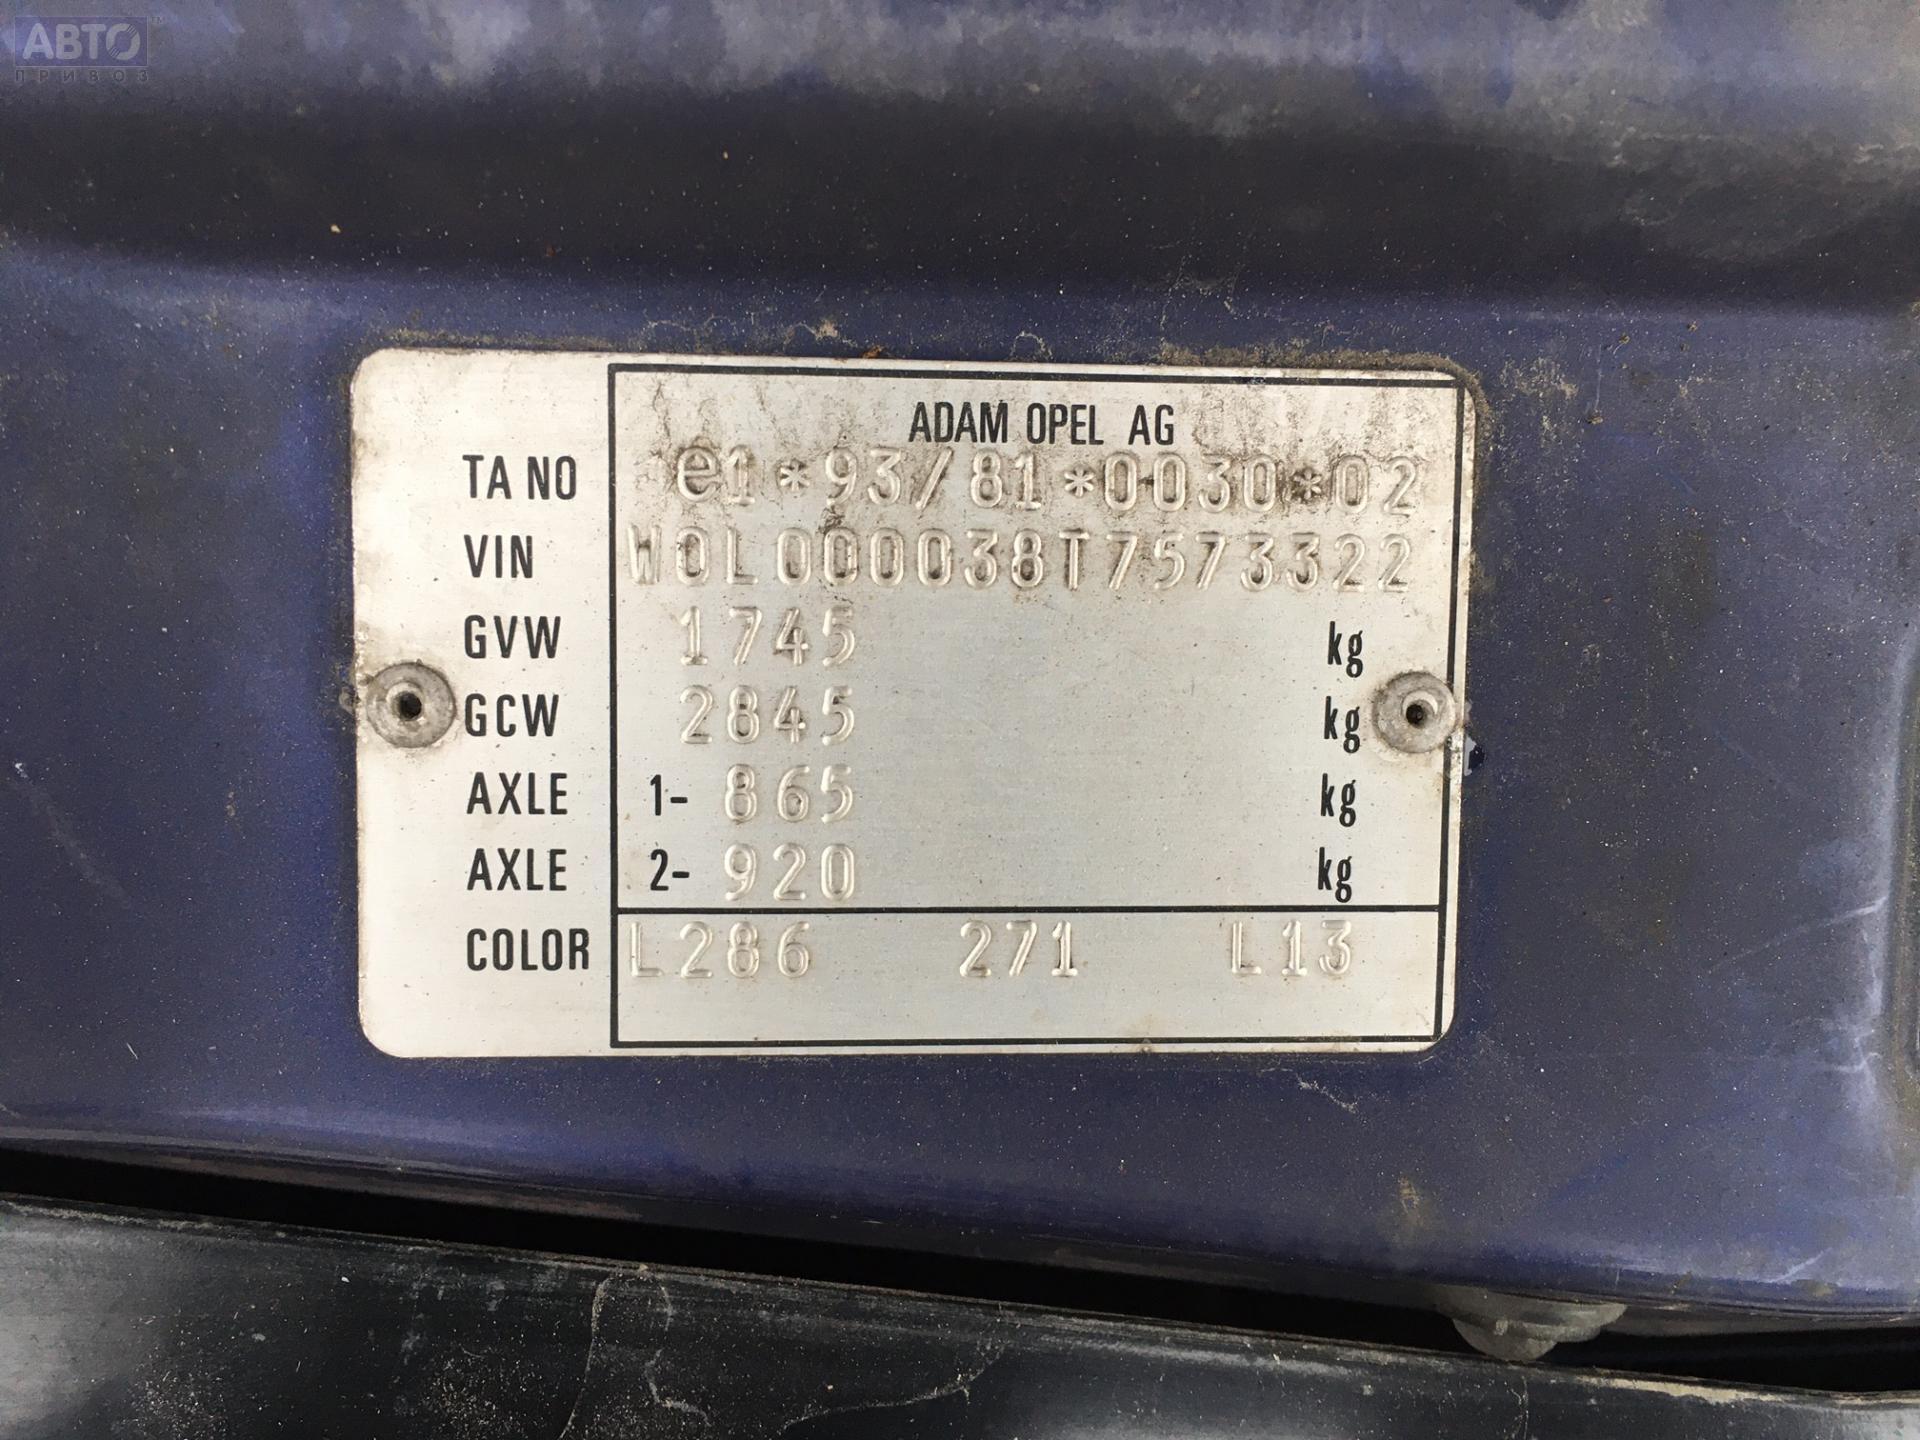 АВТО
ПРИВОЗ
ADAM OPEL AG
TA NO e1*93/81*0030*02
VIN W0L000038T7573322
GVW 1745 kg
GCW 2845 kg
AXLE 1- 865 kg
AXLE 2- 920 kg
COLOR L286 271 L13